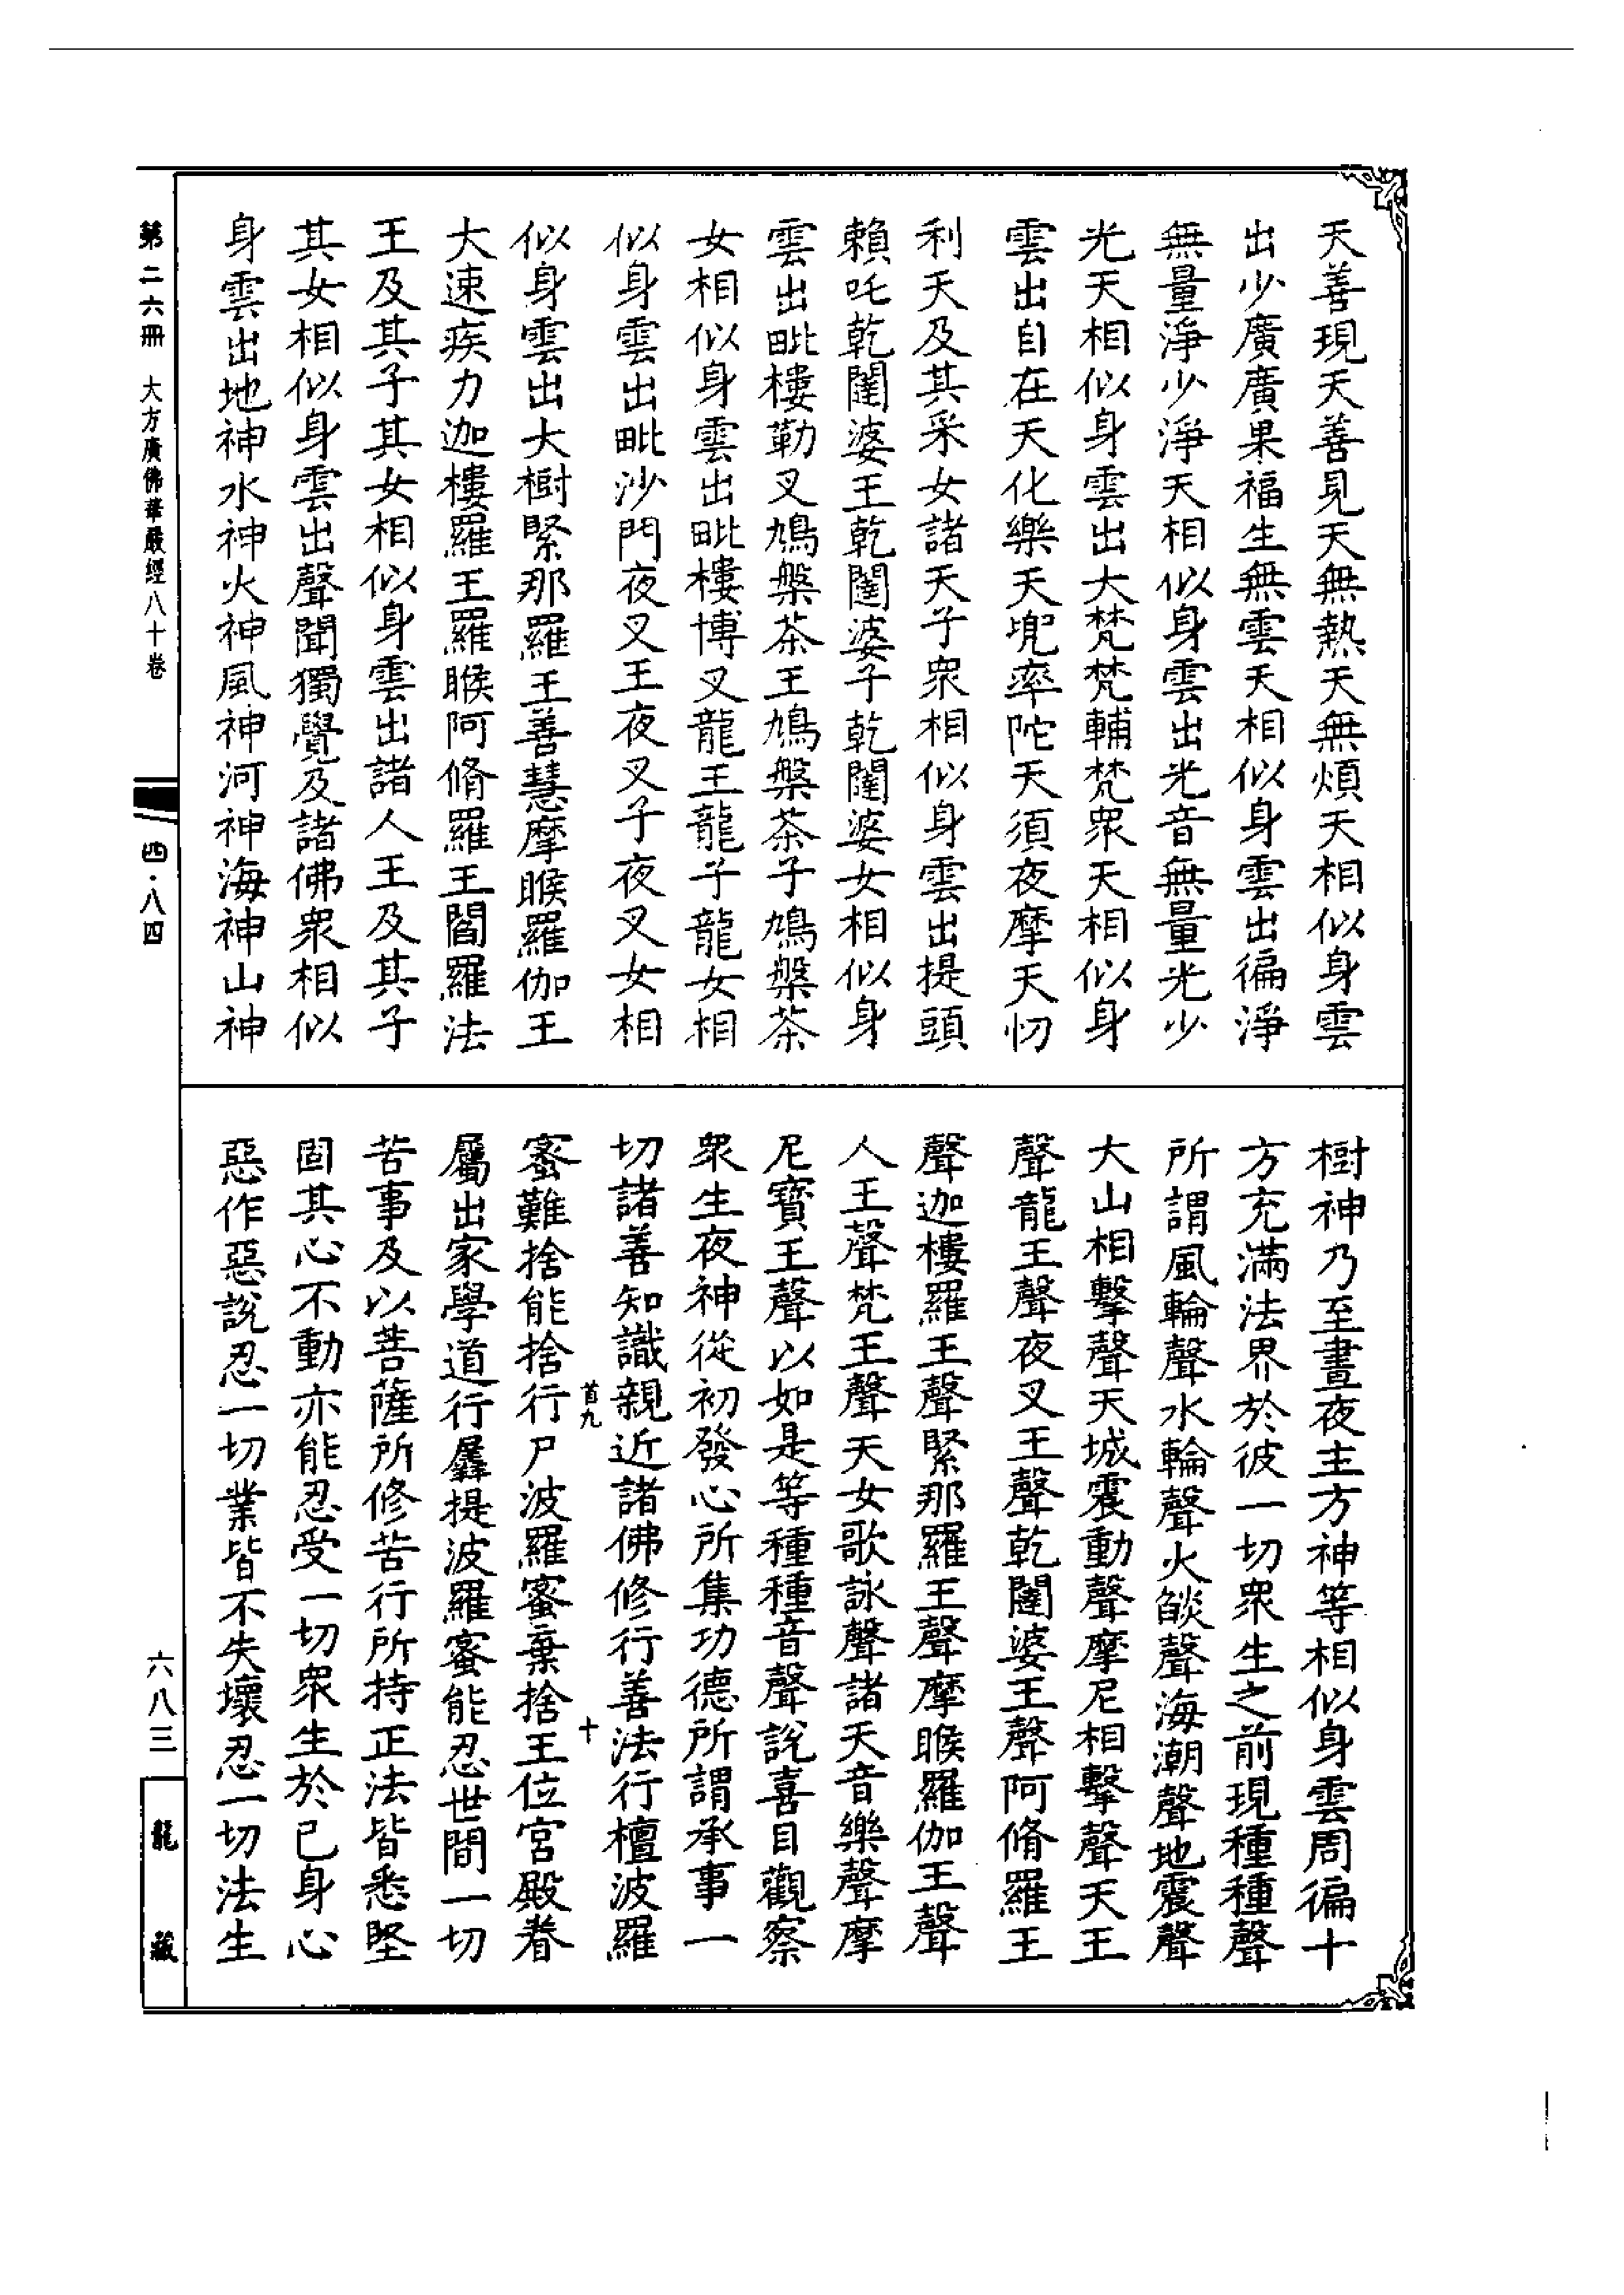 天善現天善見天無熱天無煩天相似身雲
出少廣廣果福生無雲天相似身雲出徧淨
無量淨少淨天相似身雲出光音無量光少
光天相似身雲出大梵梵輔梵衆天相似身
雲出自在天化樂天兜率陀天須夜摩天忉
利天及其采女諸天子衆相似身雲出提頭
賴吒乾闥婆王乾闥婆子乾闥婆女相似身
雲出毗樓勒叉鳩槃茶王鳩槃茶子鳩槃茶
女相似身雲出毗樓博叉龍王龍子龍女相
似身雲出毗沙門夜叉王夜叉子夜叉女相
似身雲出大樹緊那羅王善慧摩睺羅伽王
大速疾力迦樓羅王羅睺阿脩羅王閻羅法
王及其子其女相似身雲出諸人王及其子
其女相似身雲出聲聞獨覺及諸佛衆相似
身雲出地神水神火神風神河神海神山神
樹神乃至晝夜主方神等相似身雲周徧十
方充滿法界於彼一切衆生之前現種種聲
所謂風輪聲水輪聲火燄聲海潮聲地震聲
大山相擊聲天城震動聲摩尼相擊聲天王
聲龍王聲夜叉王聲乾闥婆王聲阿脩羅王
聲迦樓羅王聲緊那羅王聲摩睺羅伽王聲
人王聲梵王聲天女歌詠聲諸天音樂聲摩
尼寶王聲以如是等種種音聲說喜目觀察
衆生夜神從初發心所集功德所謂承事一
切諸善知識親近諸佛修行善法行檀波羅
首九
十
蜜難捨能捨行尸波羅蜜棄捨王位宮殿眷
屬出家學道行羼提波羅蜜能忍世間一切
苦事及以菩薩所修苦行所持正法皆悉堅
固其心不動亦能忍受一切衆生於已身心
惡作惡說忍一切業皆不失壞忍一切法生
第二六冊 大方廣佛華嚴經八十卷
四·八四
六八三
龍藏